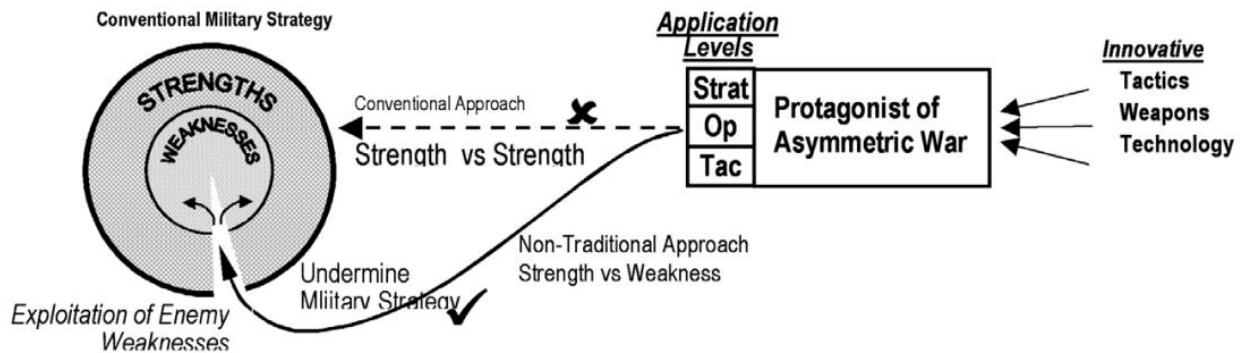 Conventional Military Strategy
STRENGTHS
WEAKNESSES
Exploitation of Enemy
Weaknesses
Conventional Approach
Strength vs Strength
Undermine
MIiitary Strategy
Non-Traditional Approach
Strength vs Weakness
Application
Levels
Strat
Op
Tac
Protagonist of
Asymmetric War
Innovative
Tactics
Weapons
Technology